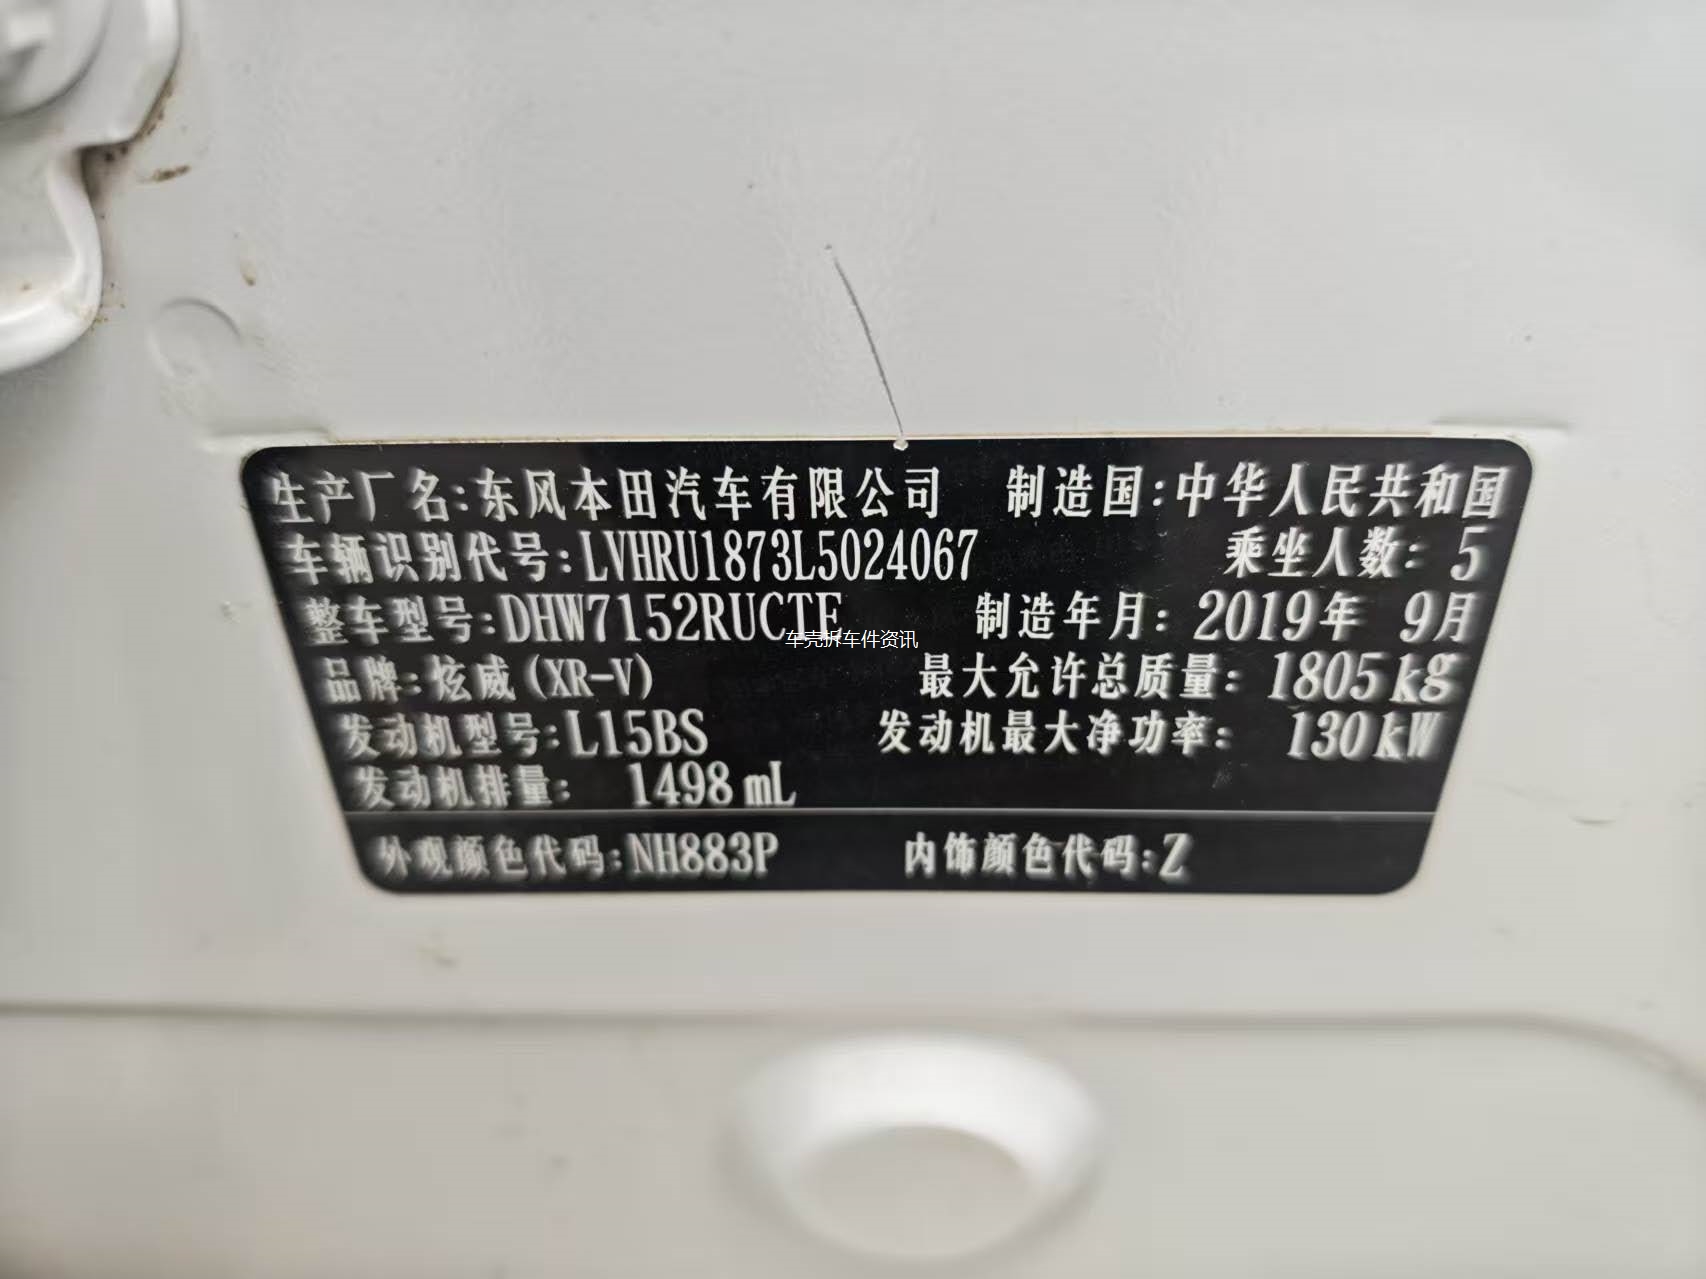 生产厂名:东风本田汽车有限公司 制造国:中华人民共和国
车辆识别代号:LVHRU1873L5024067 乘坐人数: 5
整车型号:DHW7152RUCTE 制造年月: 2019年 9月
车壳拆车件资讯
品牌:炫威(XR-V) 最大允许总质量: 1805kg
发动机型号:L15BS 发动机最大净功率: 130kW
发动机排量: 1498 mL
外观颜色代码:NH883P 内饰颜色代码:Z